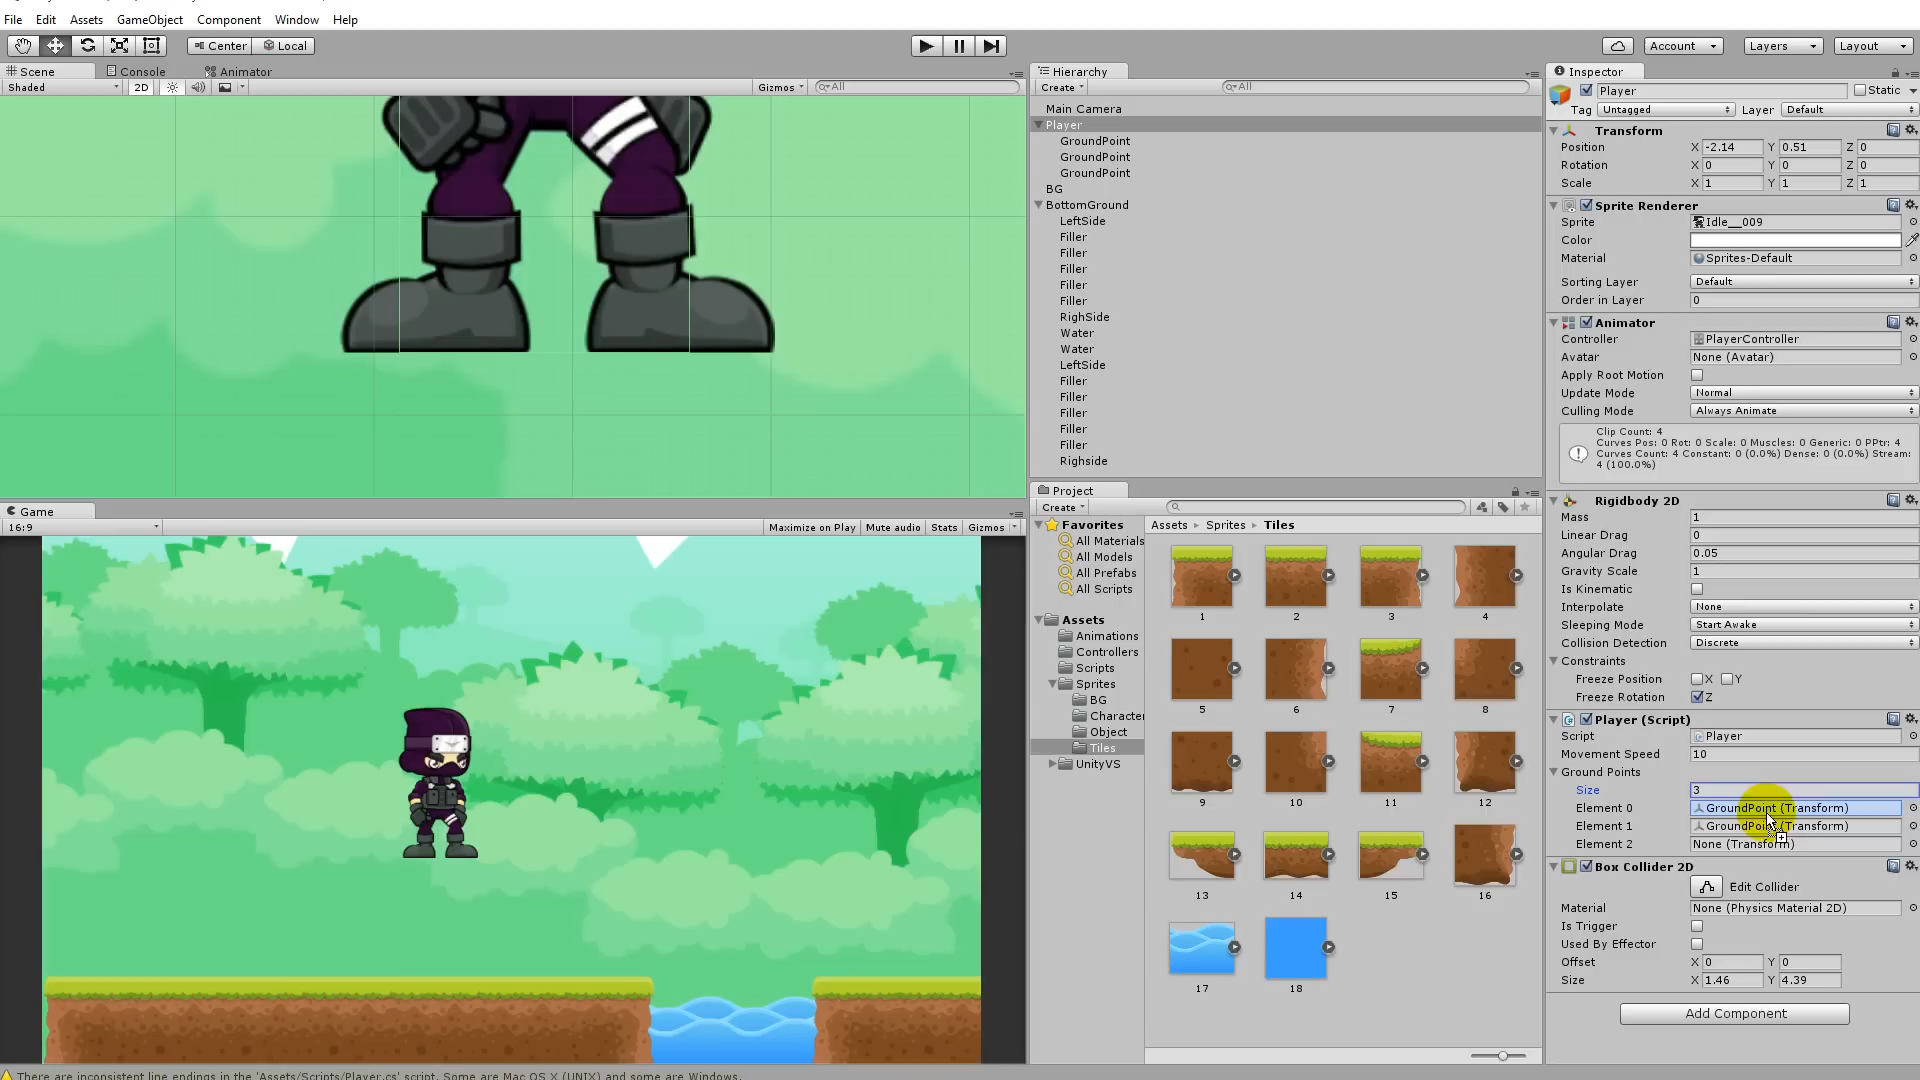 File Edit Assets GameObject Component Window Help
Center Local Account Layers Layout
Scene Console Animator
Shaded 2D Gizmos All
Hierarchy
Create All
Main Camera
Player
GroundPoint
GroundPoint
GroundPoint
BG
BottomGround
LeftSide
Filler
Filler
Filler
Filler
Filler
RighSide
Water
Water
LeftSide
Filler
Filler
Filler
Filler
Filler
Righside
Game
16:9 Maximize on Play Mute audio Stats Gizmos
Project
Create
Favorites
All Materials
All Models
All Prefabs
All Scripts
Assets
Animations
Controllers
Scripts
Sprites
BG
Character
Object
Tiles
UnityVS
Assets Sprites Tiles
1 2 3 4
5 6 7 8
9 10 11 12
13 14 15 16
17 18
Inspector
Player Static
Tag Untagged Layer Default
Transform
Position X -2.14 Y 0.51 Z 0
Rotation X 0 Y 0 Z 0
Scale X 1 Y 1 Z 1
Sprite Renderer
Sprite Idle__009
Color
Material Sprites-Default
Sorting Layer Default
Order in Layer 0
Animator
Controller PlayerController
Avatar None (Avatar)
Apply Root Motion
Update Mode Normal
Culling Mode Always Animate
Clip Count: 4
Curves Pos: 0 Rot: 0 Scale: 0 Muscles: 0 Generic: 0 PPtr: 4
Curves Count: 4 Constant: 0 (0.0%) Dense: 0 (0.0%) Stream:
4 (100.0%)
Rigidbody 2D
Mass 1
Linear Drag 0
Angular Drag 0.05
Gravity Scale 1
Is Kinematic
Interpolate None
Sleeping Mode Start Awake
Collision Detection Discrete
Constraints
Freeze Position X Y
Freeze Rotation Z
Player (Script)
Script Player
Movement Speed 10
Ground Points
Size 3
Element 0 GroundPoint (Transform)
Element 1 GroundPoint (Transform)
Element 2 None (Transform)
Box Collider 2D
Edit Collider
Material None (Physics Material 2D)
Is Trigger
Used By Effector
Offset X 0 Y 0
Size X 1.46 Y 4.39
Add Component
There are inconsistent line endings in the 'Assets/Scripts/Player.cs' script. Some are Mac OS X (UNIX) and some are Windows.